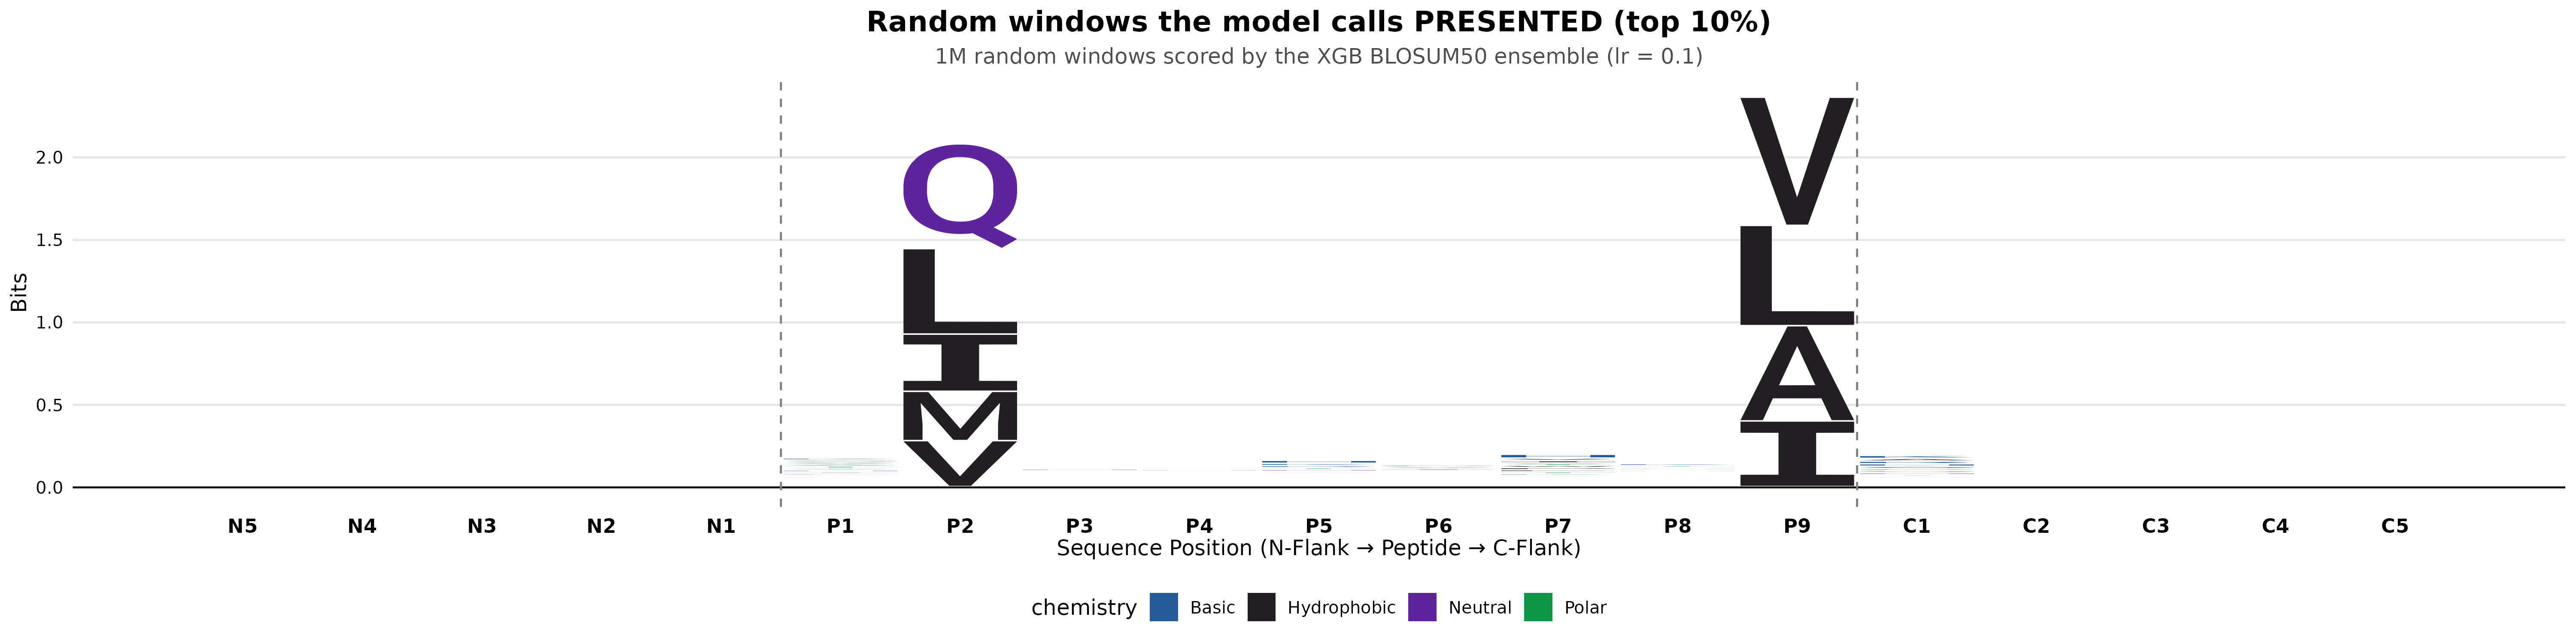 Random windows the model calls PRESENTED (top 10%)
1M random windows scored by the XGB BLOSUM50 ensemble (lr = 0.1)
Bits
2.0
1.5
1.0
0.5
0.0
Q
L
I
M
V
V
L
A
I
N5 N4 N3 N2 N1 P1 P2 P3 P4 P5 P6 P7 P8 P9 C1 C2 C3 C4 C5
Sequence Position (N-Flank → Peptide → C-Flank)
chemistry Basic Hydrophobic Neutral Polar